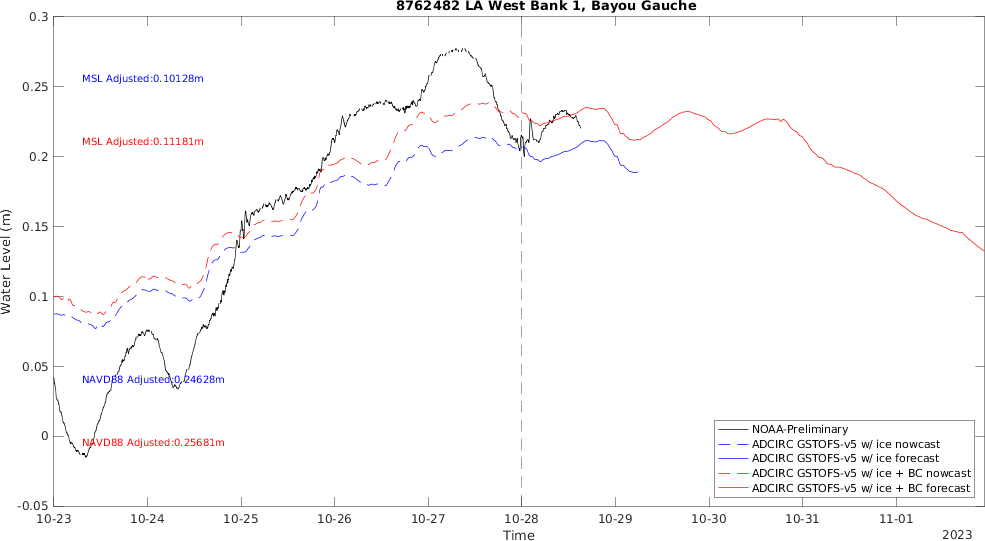 8762482 LA West Bank 1, Bayou Gauche
0.3
0.25
0.2
0.15
0.1
0.05
0
-0.05
Water Level (m)
MSL Adjusted:0.10128m
MSL Adjusted:0.11181m
NAVD88 Adjusted:0.24628m
NAVD88 Adjusted:0.25681m
NOAA-Preliminary
ADCIRC GSTOFS-v5 w/ ice nowcast
ADCIRC GSTOFS-v5 w/ ice forecast
ADCIRC GSTOFS-v5 w/ ice + BC nowcast
ADCIRC GSTOFS-v5 w/ ice + BC forecast
10-23 10-24 10-25 10-26 10-27 10-28 10-29 10-30 10-31 11-01
Time
2023